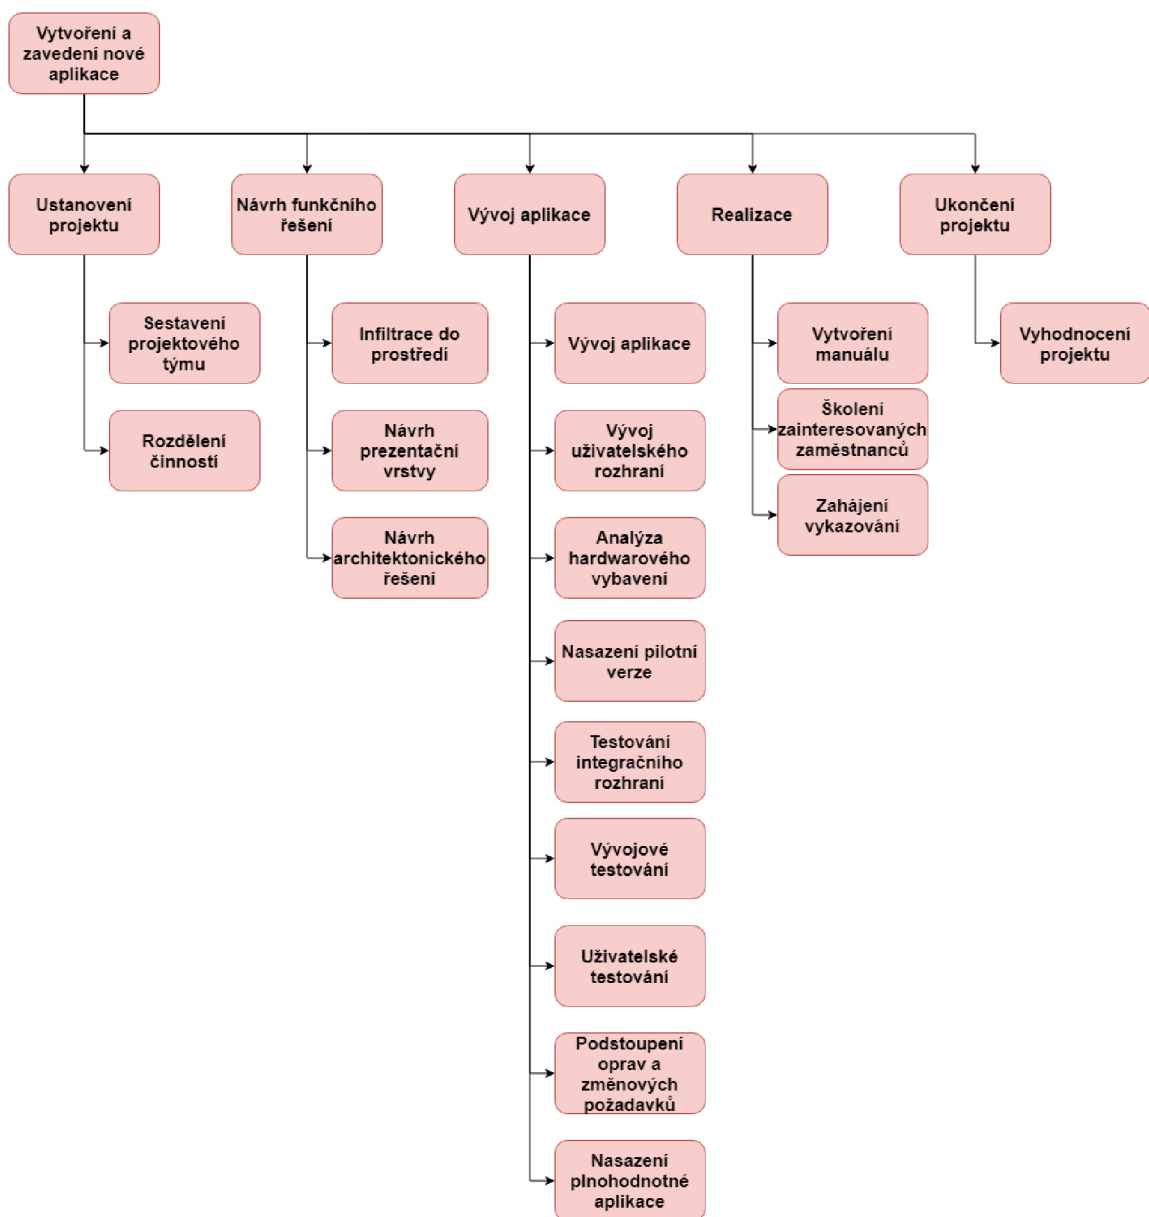 Vytvoření a
zavedení nové
aplikace
Ustanovení
projektu
Návrh funkčního
řešení
Vývoj aplikace
Realizace
Ukončení
projektu
Sestavení
projektového
týmu
Rozdělení
činností
Infiltrace do
prostředí
Návrh
prezentační
vrstvy
Návrh
architektonického
řešení
Vývoj aplikace
Vývoj
uživatelského
rozhraní
Analýza
hardwarového
vybavení
Nasazení pilotní
verze
Testování
integračního
rozhraní
Vývojové
testování
Uživatelské
testování
Podstoupení
oprav a
změnových
požadavků
Nasazení
plnohodnotné
aplikace
Vytvoření
manuálu
Školení
zainteresovaných
zaměstnanců
Zahájení
vykazování
Vyhodnocení
projektu